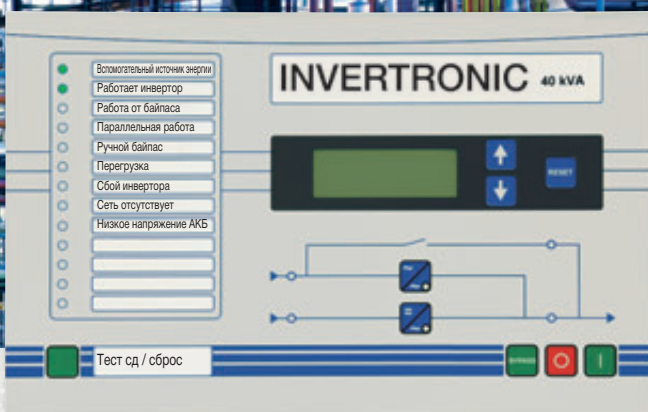 Вспомогательный источник энергии
Работает инвертор
Работа от байпаса
Параллельная работа
Ручной байпас
Перегрузка
Сбой инвертора
Сеть отсутствует
Низкое напряжение АКБ
INVERTRONIC 40 kVA
RESET
Тест сд / сброс
BYPASS